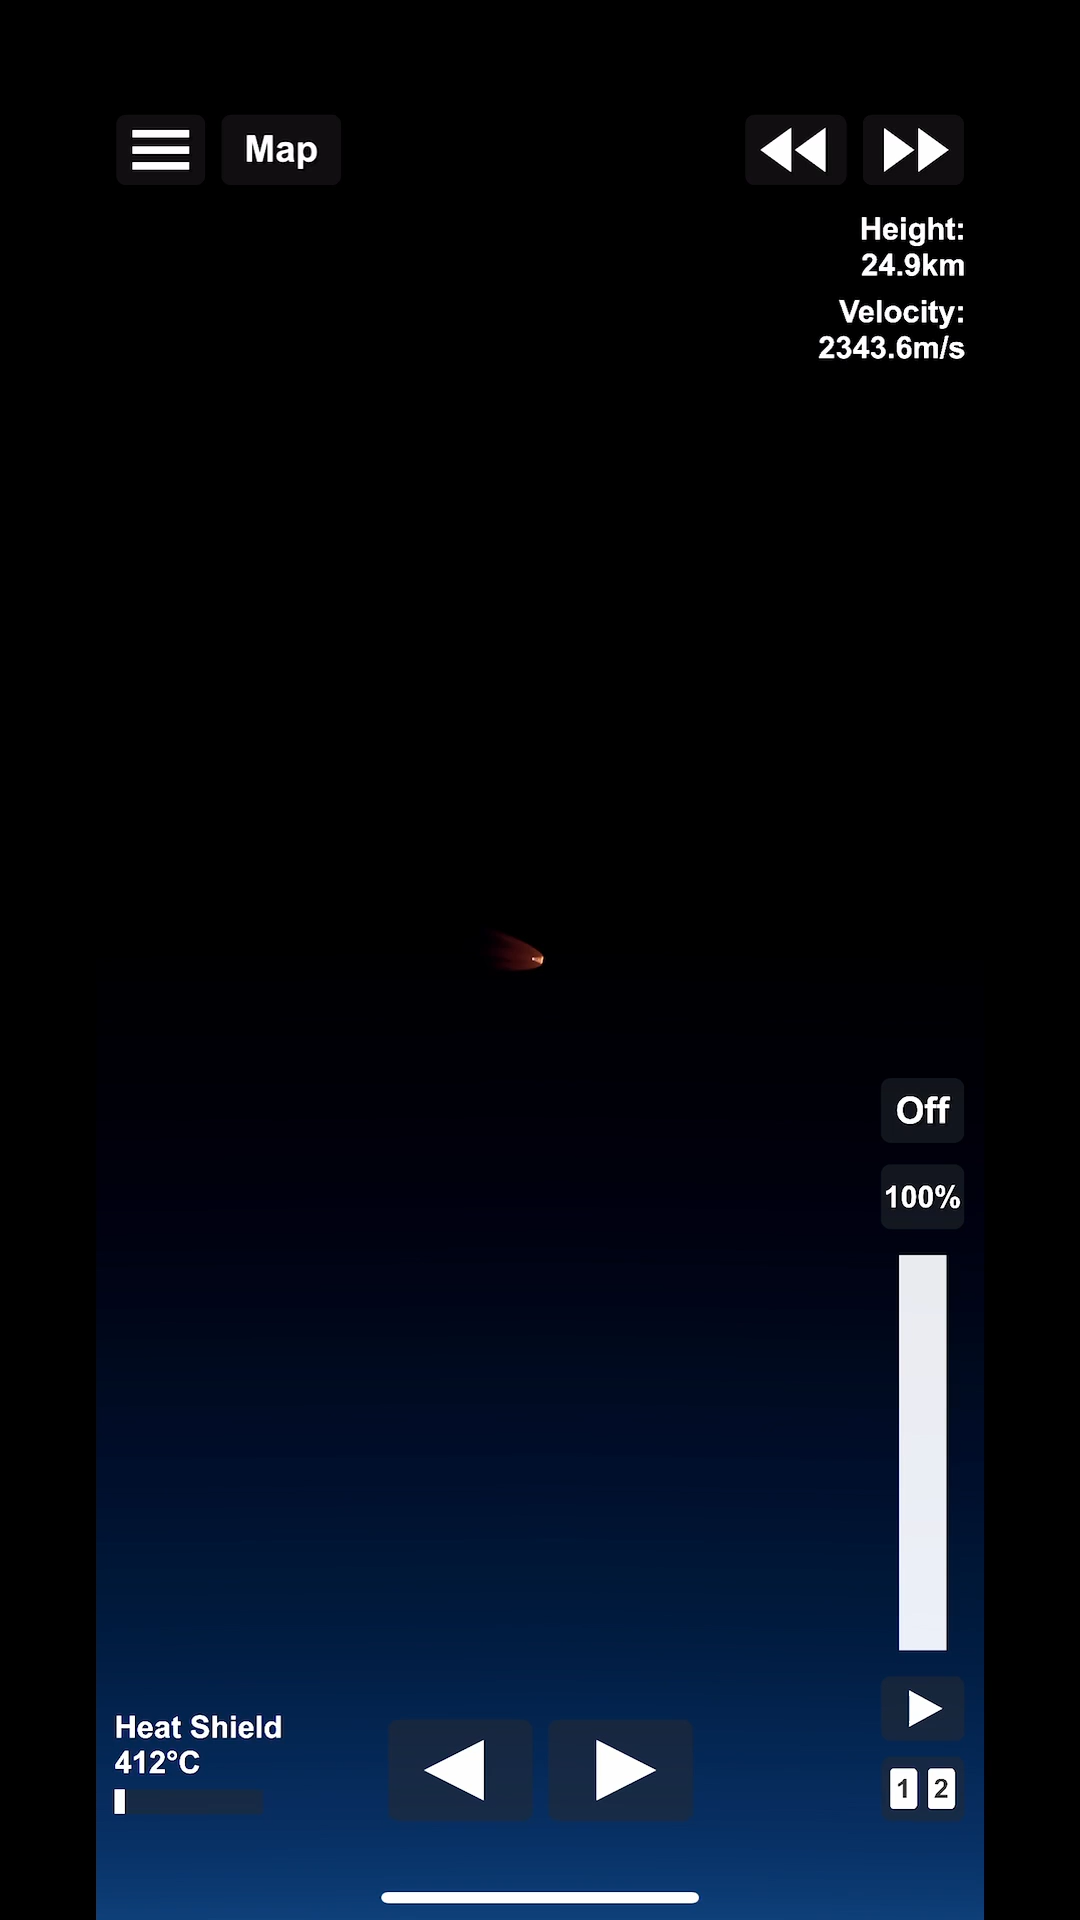 Map
Height:
24.9km
Velocity:
2343.6m/s
Off
100%
Heat Shield
412°C
1 2